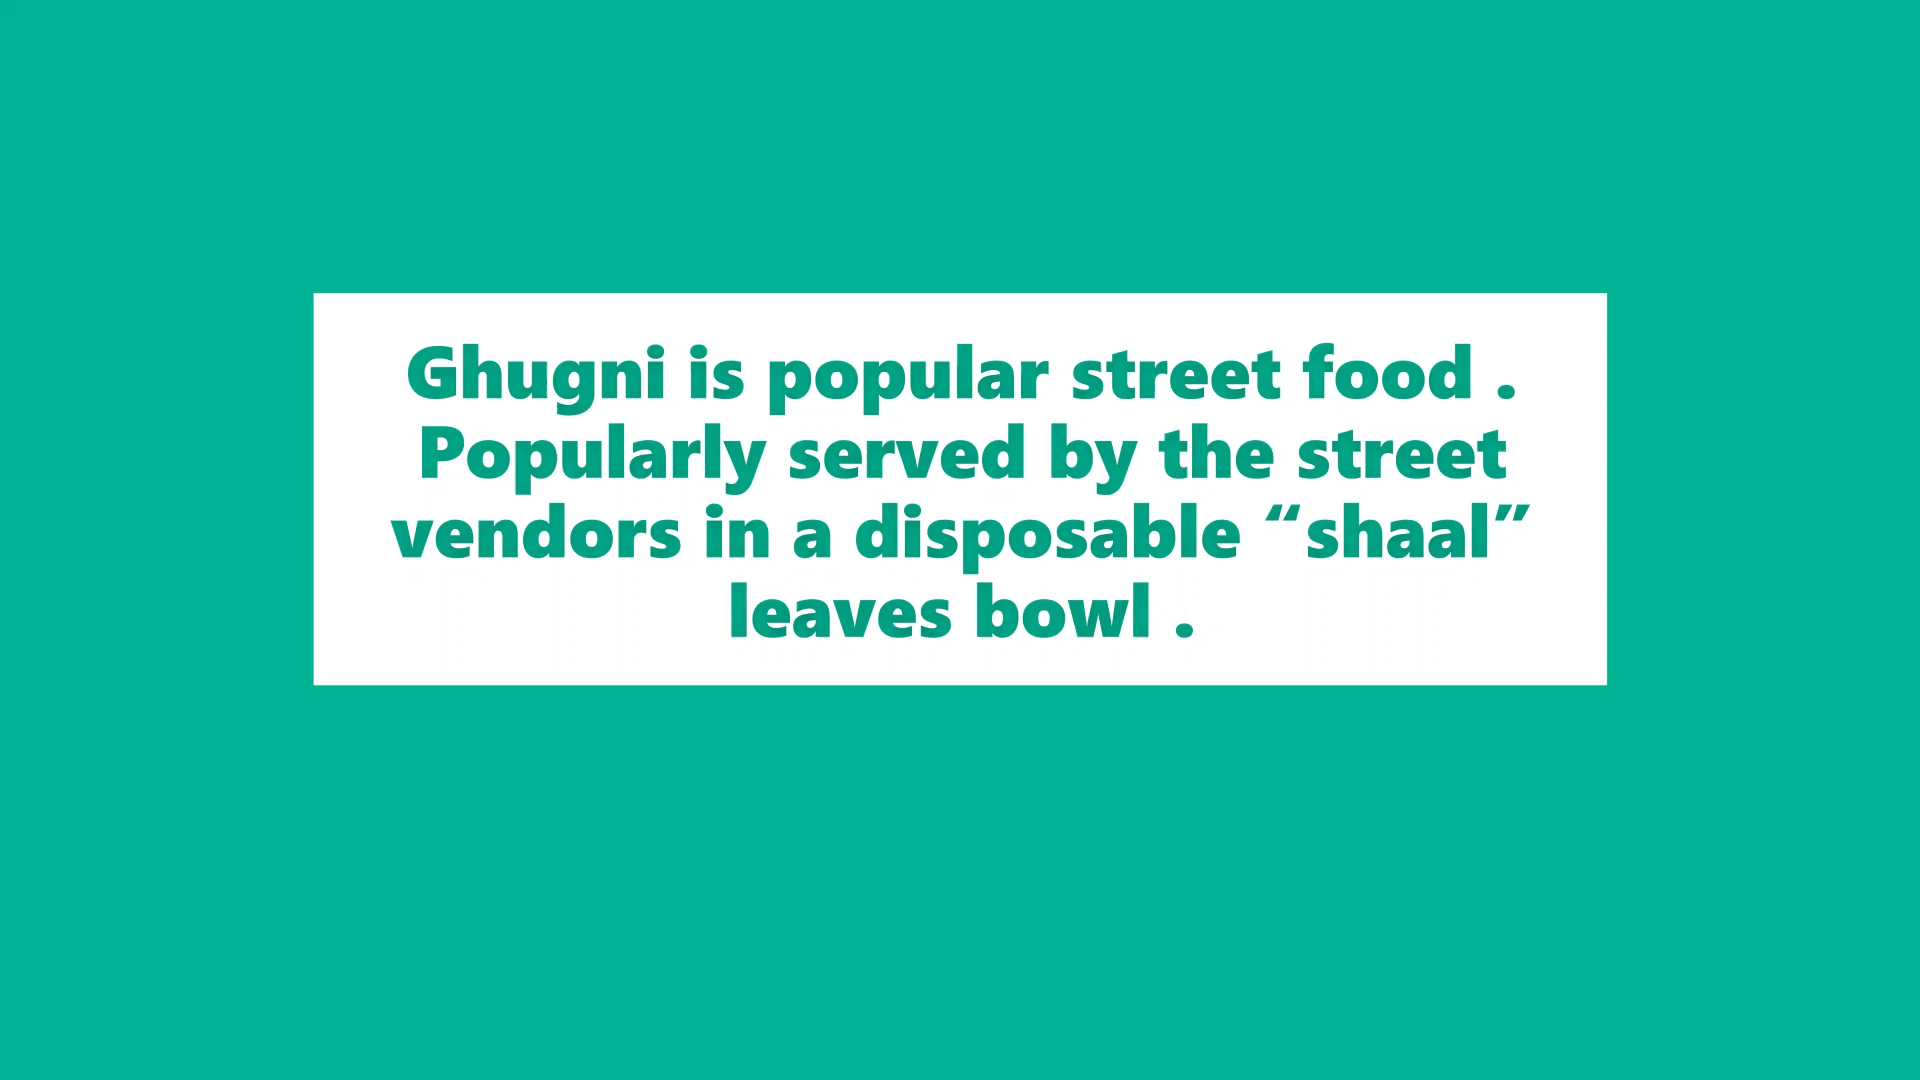 Ghugni is popular street food .
Popularly served by the street
vendors in a disposable “shaal”
leaves bowl .